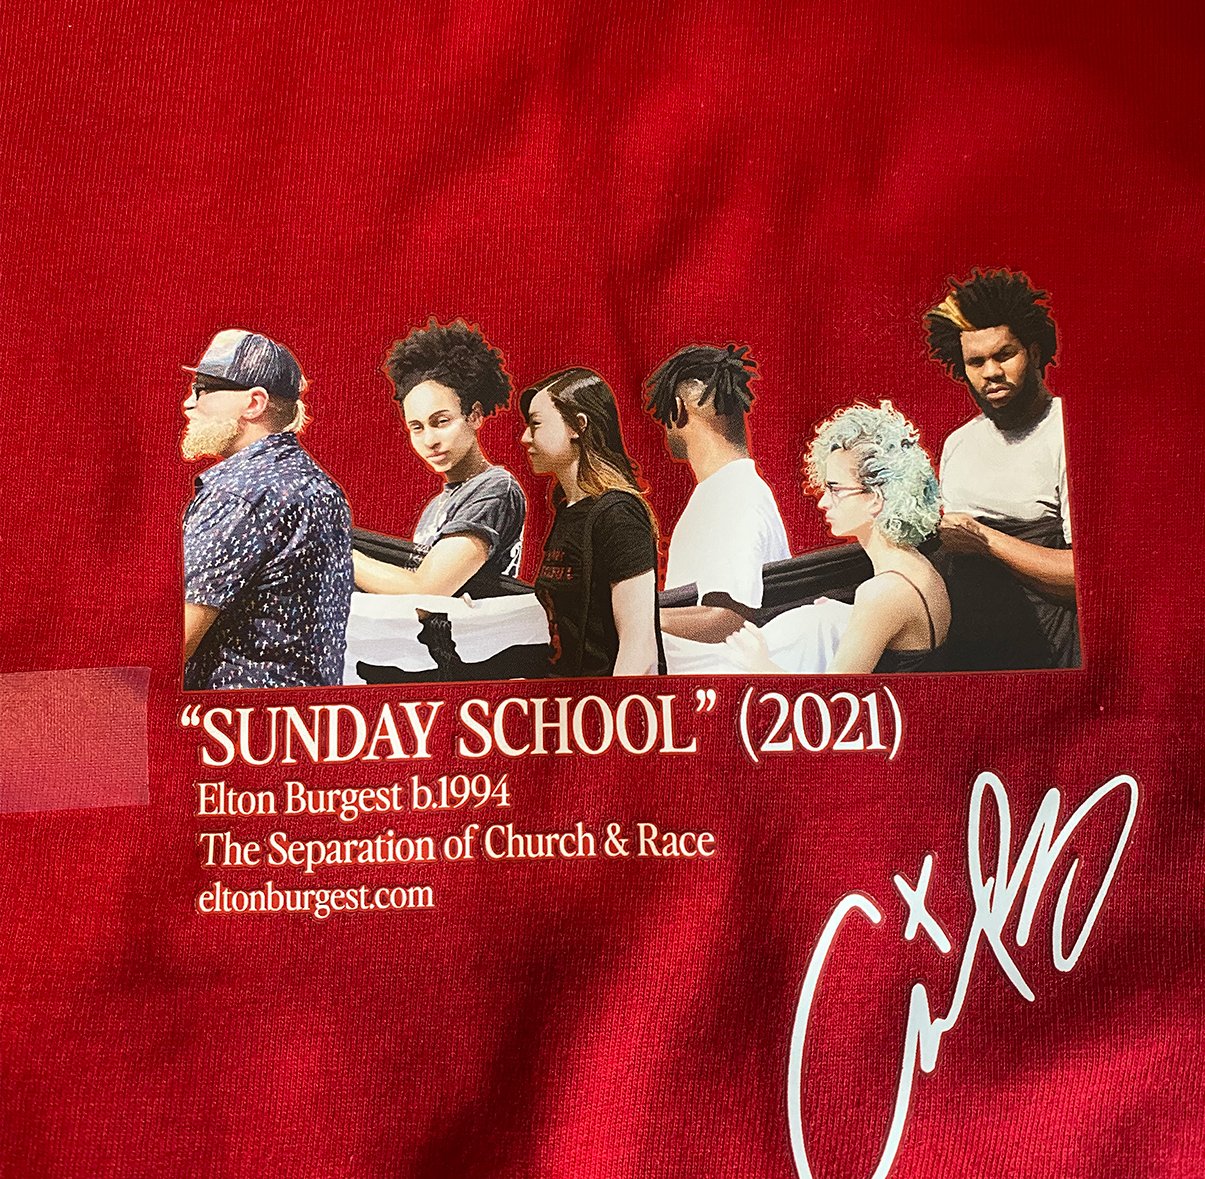 “SUNDAY SCHOOL” (2021)
Elton Burgest b.1994
The Separation of Church & Race
eltonburgest.com